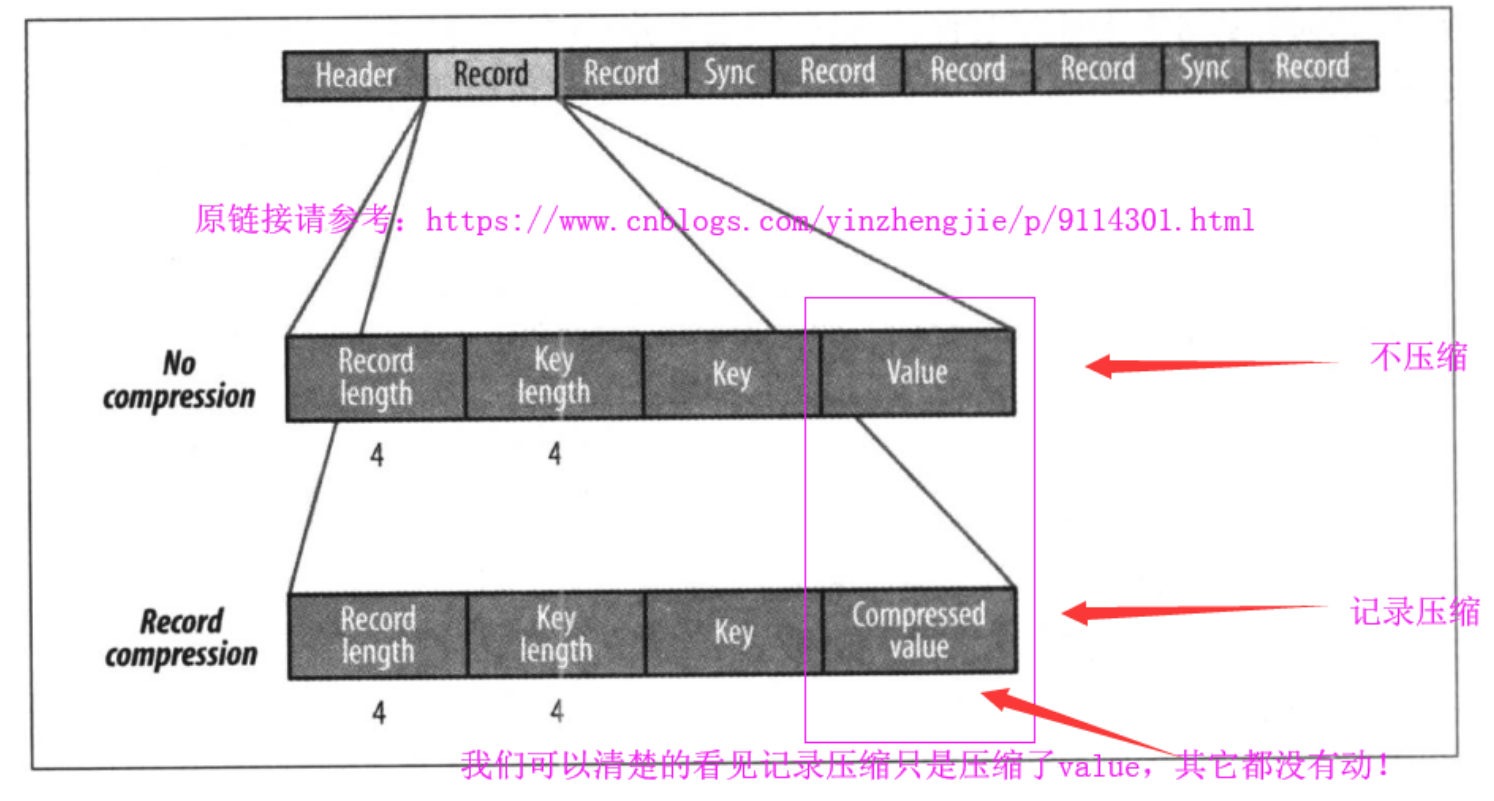 Header Record Record Sync Record Record Record Sync Record
原链接请参考：https://www.cnblogs.com/yinzhengjie/p/9114301.html
No
compression
Record
length
Key
length
Key
Value
不压缩
4 4
Record
compression
Record
length
Key
length
Key
Compressed
value
记录压缩
4 4
我们可以清楚的看见记录压缩只是压缩了value，其它都没有动！